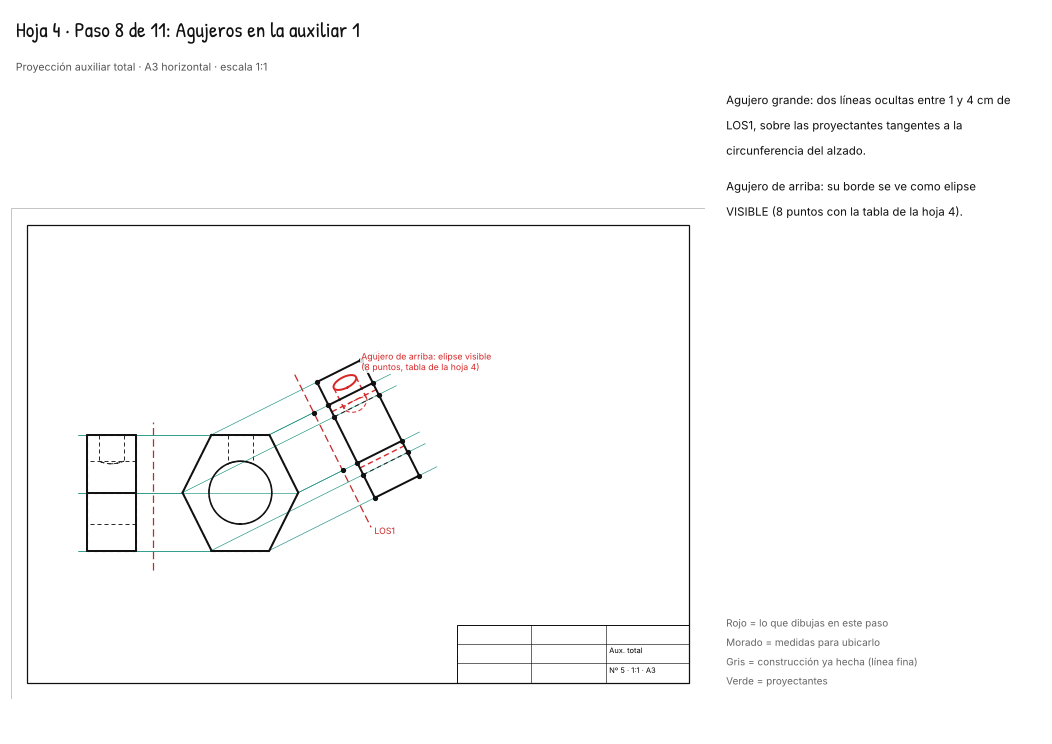 Hoja 4 · Paso 8 de 11: Agujeros en la auxiliar 1
Proyección auxiliar total · A3 horizontal · escala 1:1
Agujero grande: dos líneas ocultas entre 1 y 4 cm de
LOS1, sobre las proyectantes tangentes a la
circunferencia del alzado.
Agujero de arriba: su borde se ve como elipse
VISIBLE (8 puntos con la tabla de la hoja 4).
Agujero de arriba: elipse visible
(8 puntos, tabla de la hoja 4)
LOS1
Aux. total
Nº 5 · 1:1 · A3
Rojo = lo que dibujas en este paso
Morado = medidas para ubicarlo
Gris = construcción ya hecha (línea fina)
Verde = proyectantes